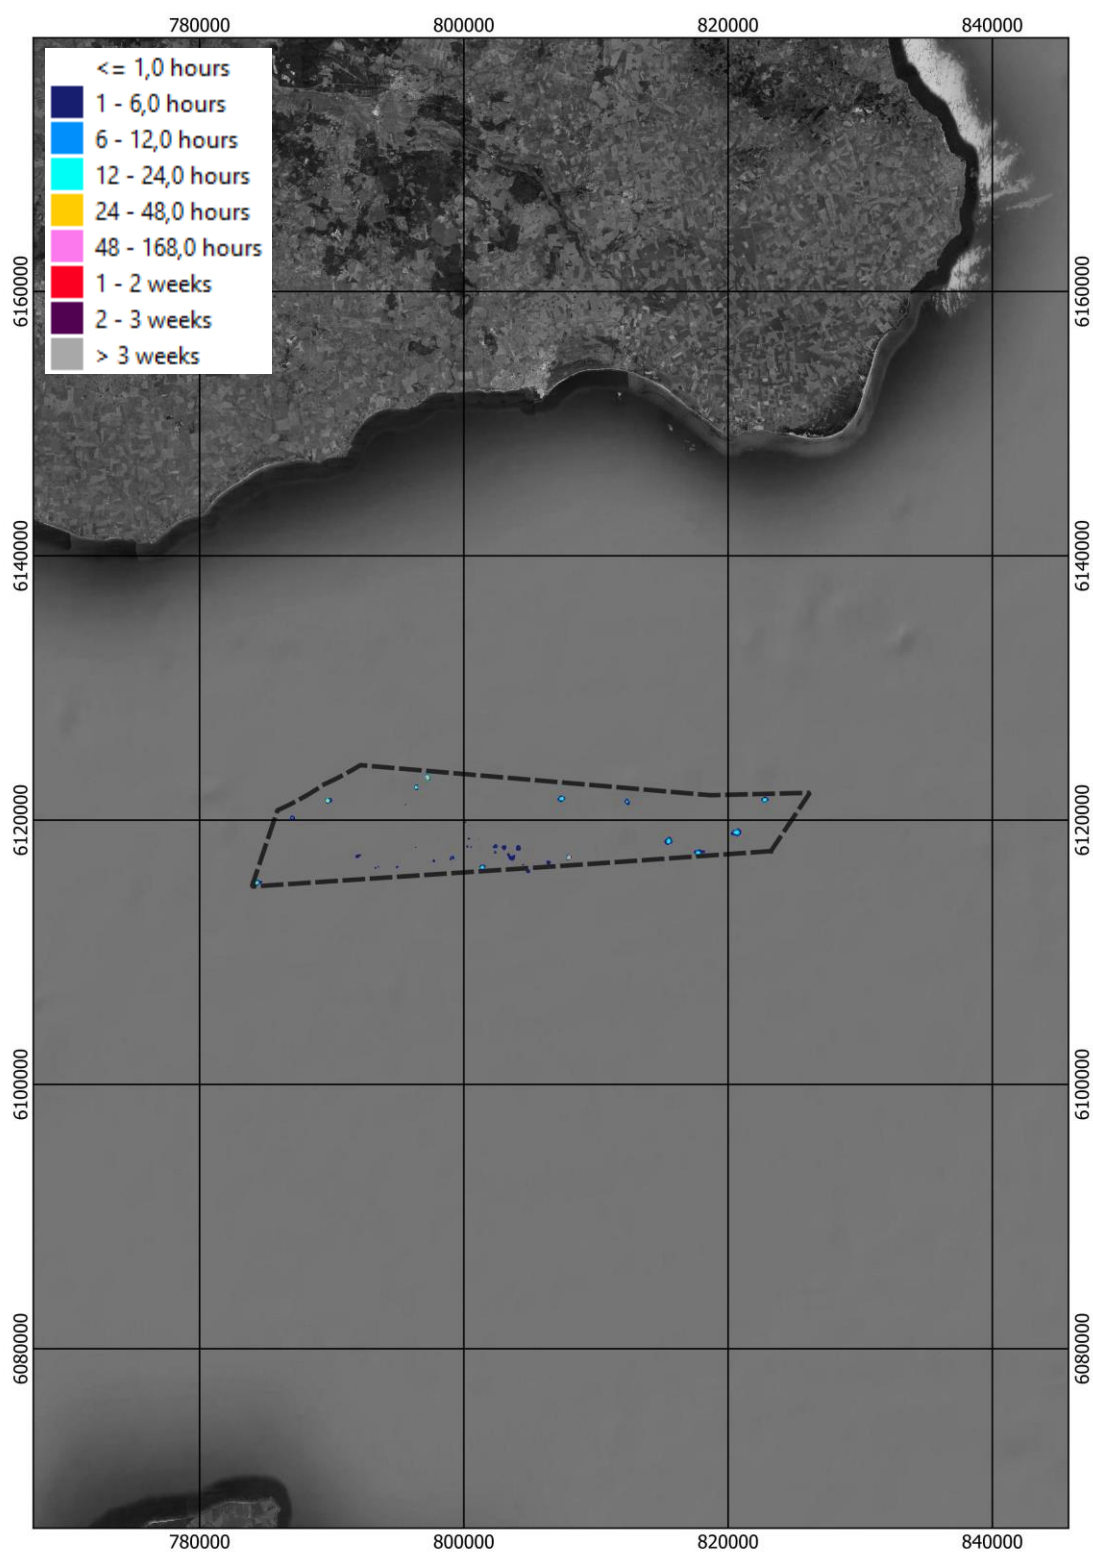 780000 800000 820000 840000
<= 1,0 hours
1 - 6,0 hours
6 - 12,0 hours
12 - 24,0 hours
24 - 48,0 hours
48 - 168,0 hours
1 - 2 weeks
2 - 3 weeks
> 3 weeks
6160000 6160000
6140000 6140000
6120000 6120000
6100000 6100000
6080000 6080000
780000 800000 820000 840000